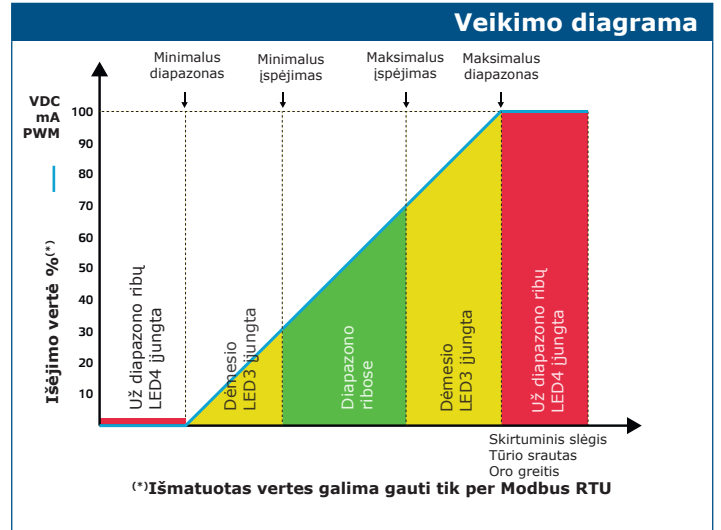 Veikimo diagrama
Minimalus
diapazonas
Minimalus
įspėjimas
Maksimalus
įspėjimas
Maksimalus
diapazonas
VDC
mA
PWM
Išėjimo vertė %(*)
100
90
80
70
60
50
40
30
20
10
Už diapazono ribų
LED4 įjungta
Dėmesio
LED3 įjungta
Diapazono
ribose
Dėmesio
LED3 įjungta
Už diapazono ribų
LED4 įjungta
Skirtuminis slėgis
Tūrio srautas
Oro greitis
(*)Išmatuotas vertes galima gauti tik per Modbus RTU